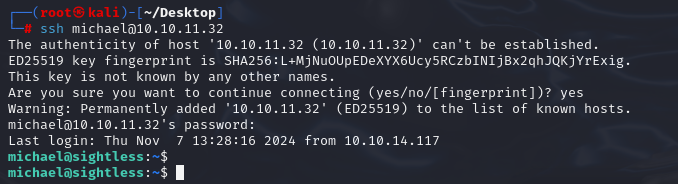 ┌──(root㉿kali)-[~/Desktop]
└─# ssh michael@10.10.11.32
The authenticity of host '10.10.11.32 (10.10.11.32)' can't be established.
ED25519 key fingerprint is SHA256:L+MjNuOUpEDeXYX6Ucy5RCzbINIjBx2qhJQKjYrExig.
This key is not known by any other names.
Are you sure you want to continue connecting (yes/no/[fingerprint])? yes
Warning: Permanently added '10.10.11.32' (ED25519) to the list of known hosts.
michael@10.10.11.32's password:
Last login: Thu Nov  7 13:28:16 2024 from 10.10.14.117
michael@sightless:~$
michael@sightless:~$